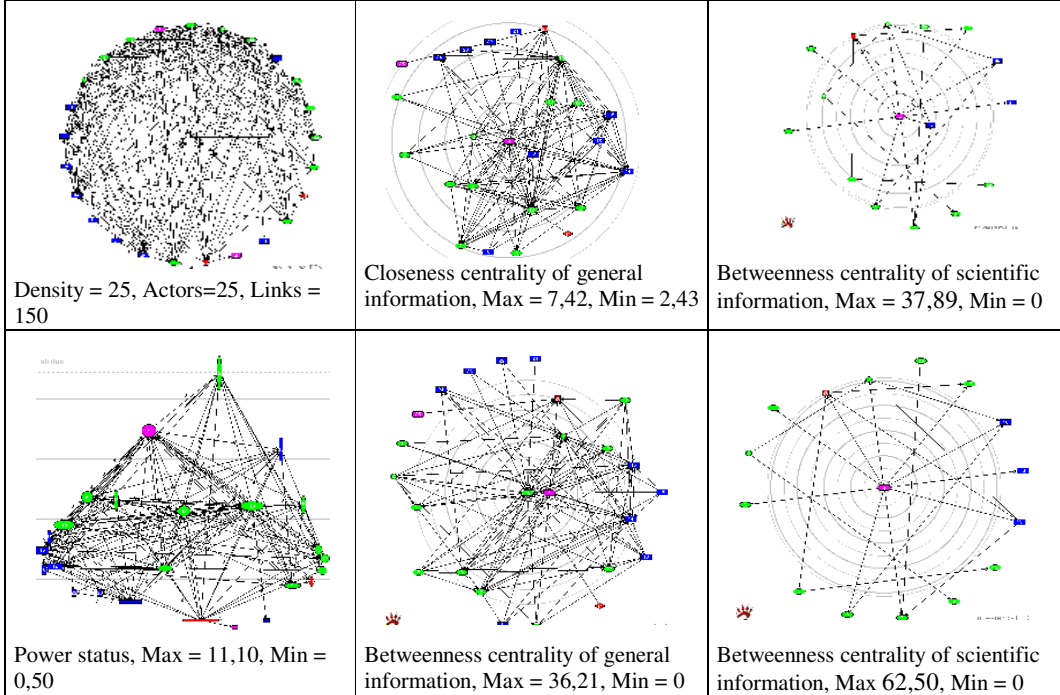 Density = 25, Actors=25, Links =
150
Closeness centrality of general
information, Max = 7,42, Min = 2,43
Betweenness centrality of scientific
information, Max = 37,89, Min = 0
Power status, Max = 11,10, Min =
0,50
Betweenness centrality of general
information, Max = 36,21, Min = 0
Betweenness centrality of scientific
information, Max 62,50, Min = 0